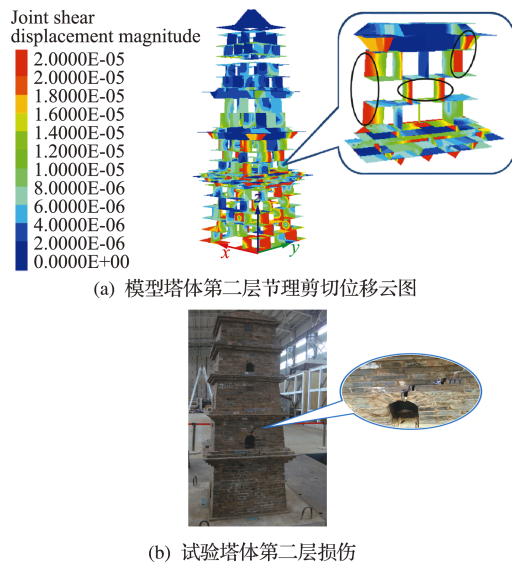 Joint shear
displacement magnitude
2.0000E-05
2.0000E-05
1.8000E-05
1.6000E-05
1.4000E-05
1.2000E-05
1.0000E-05
8.0000E-06
6.0000E-06
4.0000E-06
2.0000E-06
0.0000E+00
z
x
y
(a) 模型塔体第二层节理剪切位移云图
(b) 试验塔体第二层损伤